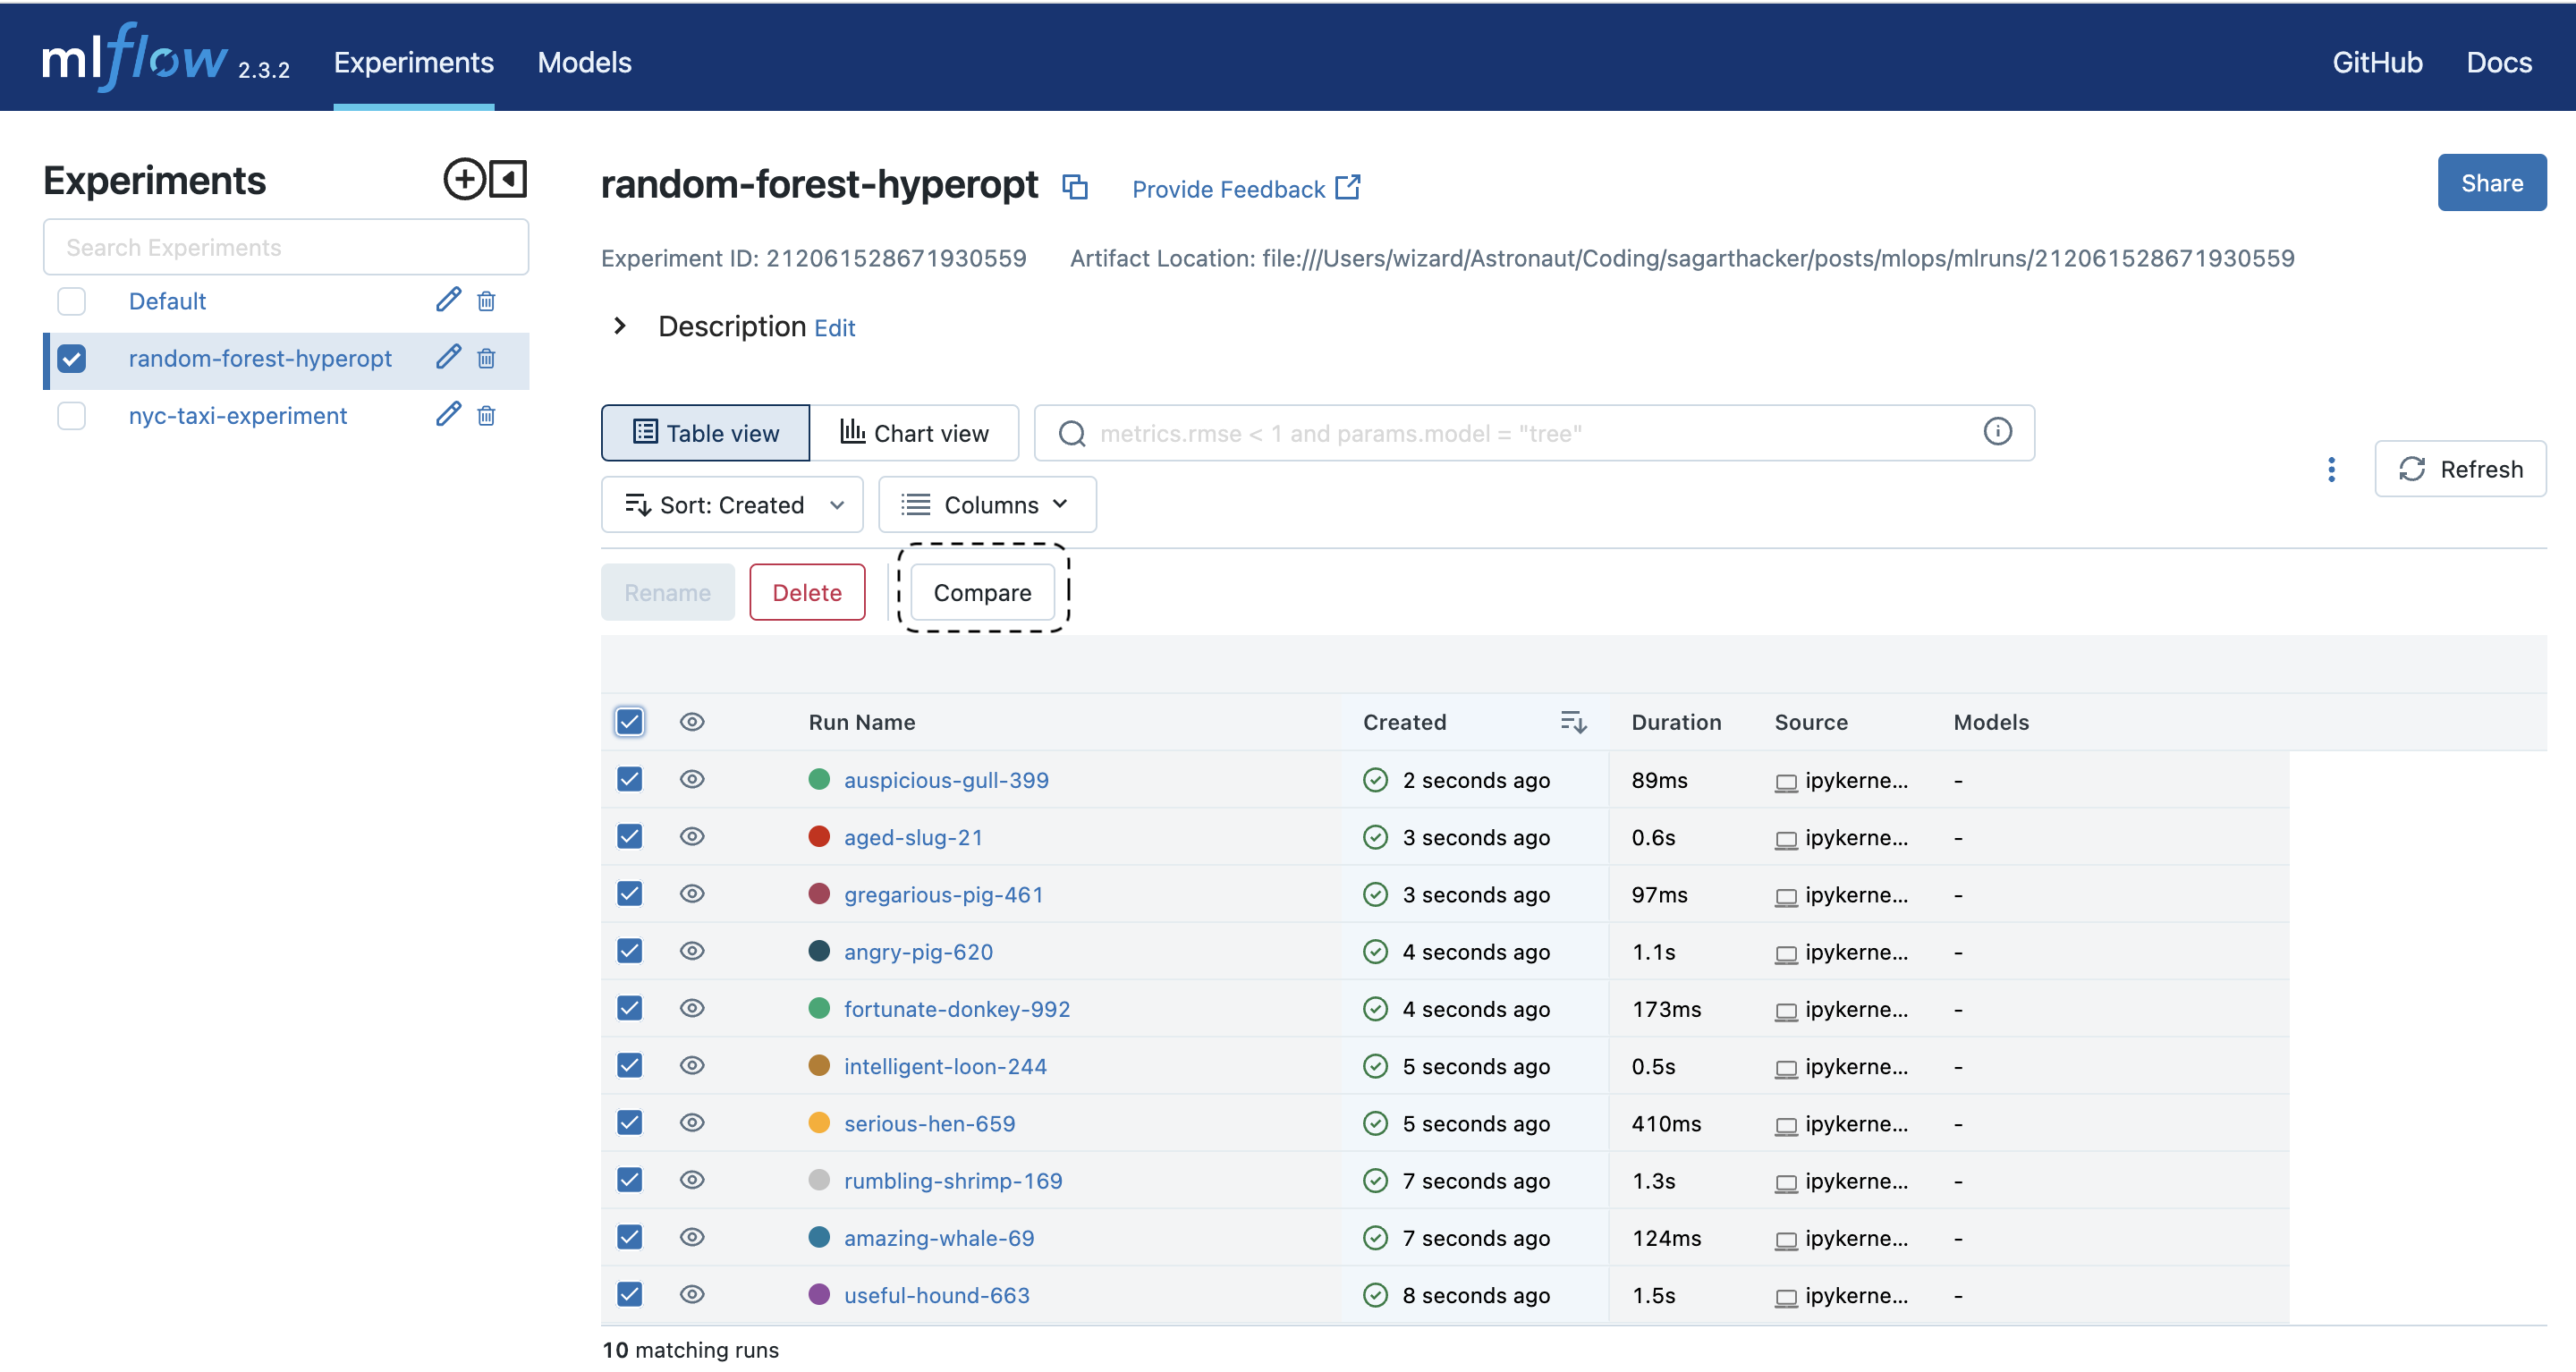 mlflow 2.3.2 Experiments Models GitHub Docs
Experiments
Search Experiments
Default
random-forest-hyperopt
nyc-taxi-experiment
random-forest-hyperopt Provide Feedback Share
Experiment ID: 212061528671930559 Artifact Location: file:///Users/wizard/Astronaut/Coding/sagarthacker/posts/mlops/mlruns/212061528671930559
Description Edit
Table view Chart view metrics.rmse < 1 and params.model = "tree"
Refresh
Sort: Created Columns
Rename Delete Compare
Run Name Created Duration Source Models
auspicious-gull-399 2 seconds ago 89ms ipykerne... -
aged-slug-21 3 seconds ago 0.6s ipykerne... -
gregarious-pig-461 3 seconds ago 97ms ipykerne... -
angry-pig-620 4 seconds ago 1.1s ipykerne... -
fortunate-donkey-992 4 seconds ago 173ms ipykerne... -
intelligent-loon-244 5 seconds ago 0.5s ipykerne... -
serious-hen-659 5 seconds ago 410ms ipykerne... -
rumbling-shrimp-169 7 seconds ago 1.3s ipykerne... -
amazing-whale-69 7 seconds ago 124ms ipykerne... -
useful-hound-663 8 seconds ago 1.5s ipykerne... -
10 matching runs